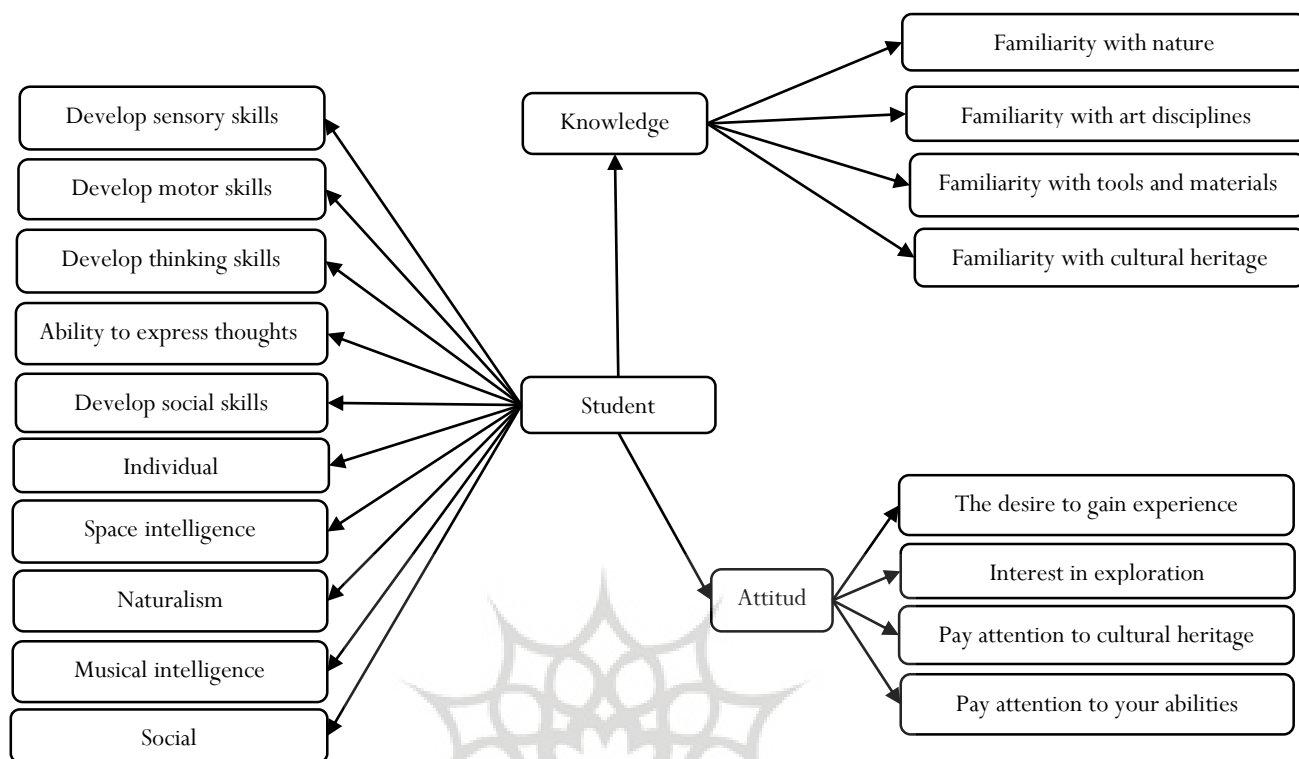 Develop sensory skills
Develop motor skills
Develop thinking skills
Ability to express thoughts
Develop social skills
Individual
Space intelligence
Naturalism
Musical intelligence
Social
Student
Knowledge
Familiarity with nature
Familiarity with art disciplines
Familiarity with tools and materials
Familiarity with cultural heritage
Attitud
The desire to gain experience
Interest in exploration
Pay attention to cultural heritage
Pay attention to your abilities